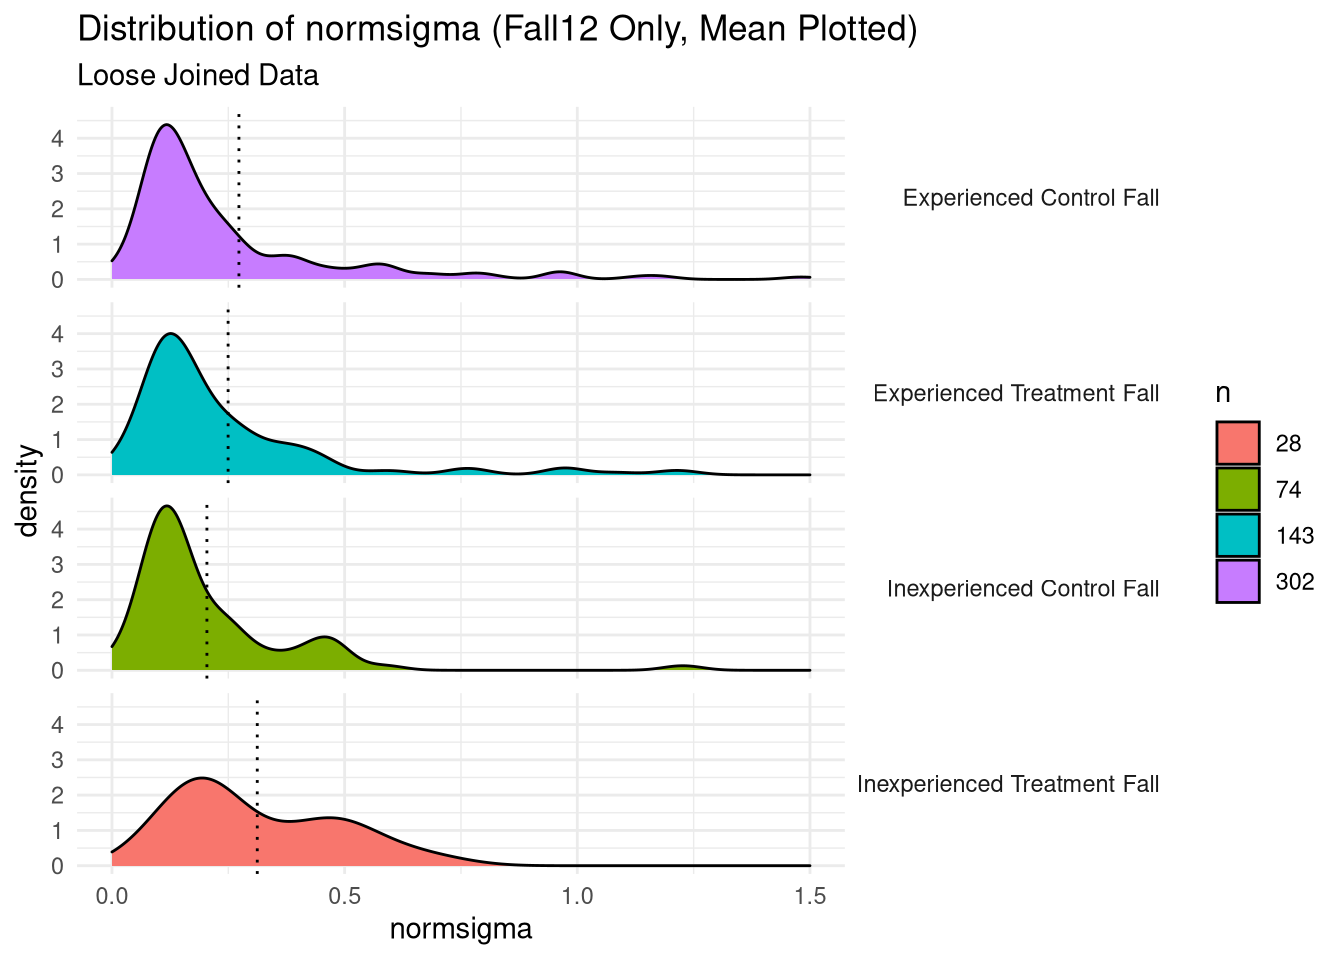 Distribution of normsigma (Fall12 Only, Mean Plotted)
Loose Joined Data
4
3
2
1
0
Experienced Control Fall
4
3
2
1
0
Experienced Treatment Fall
4
3
2
1
0
Inexperienced Control Fall
4
3
2
1
0
Inexperienced Treatment Fall
density
0.0 0.5 1.0 1.5
normsigma
n
28
74
143
302